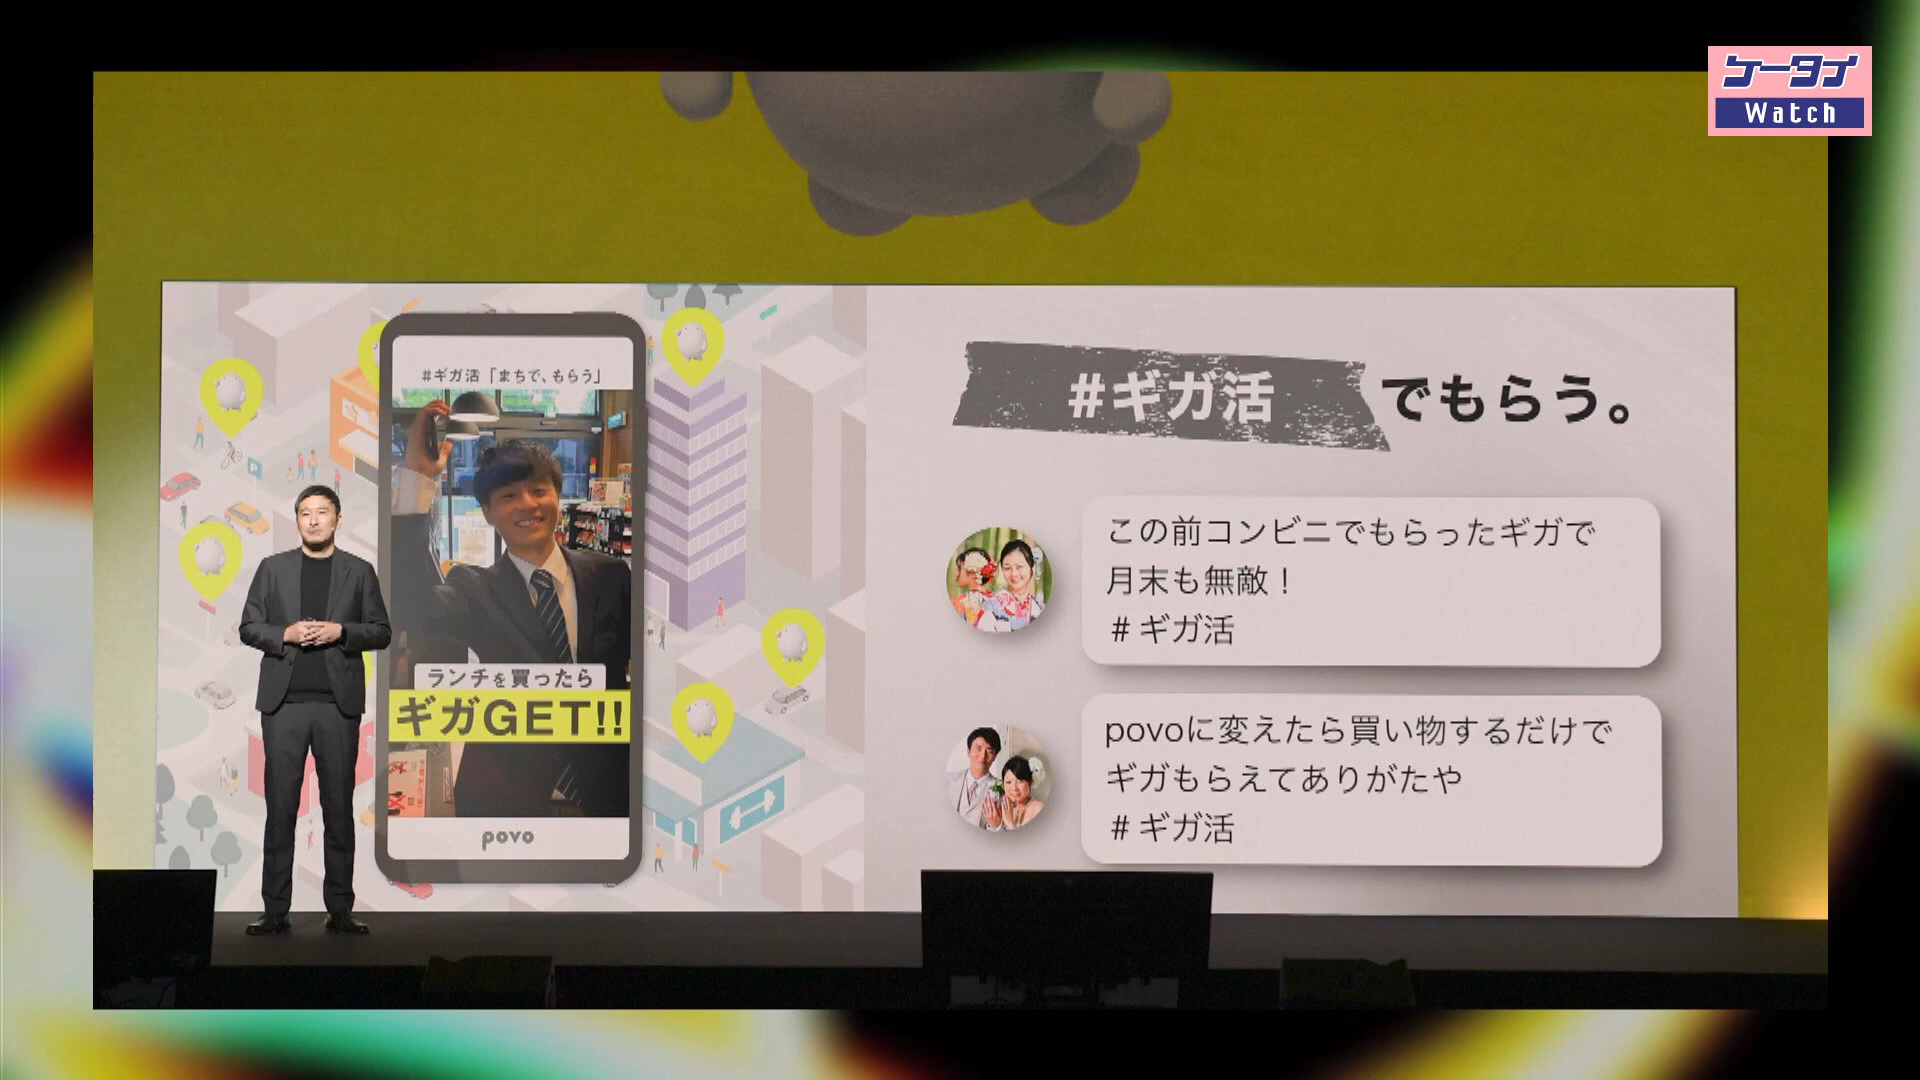 ケータイ
Watch
#ギガ活「まちで、もらう」
ランチを買ったら
ギガGET!!
povo
P
#ギガ活でもらう。
この前コンビニでもらったギガで
月末も無敵！
#ギガ活
povoに変えたら買い物するだけで
ギガもらえてありがたや
#ギガ活